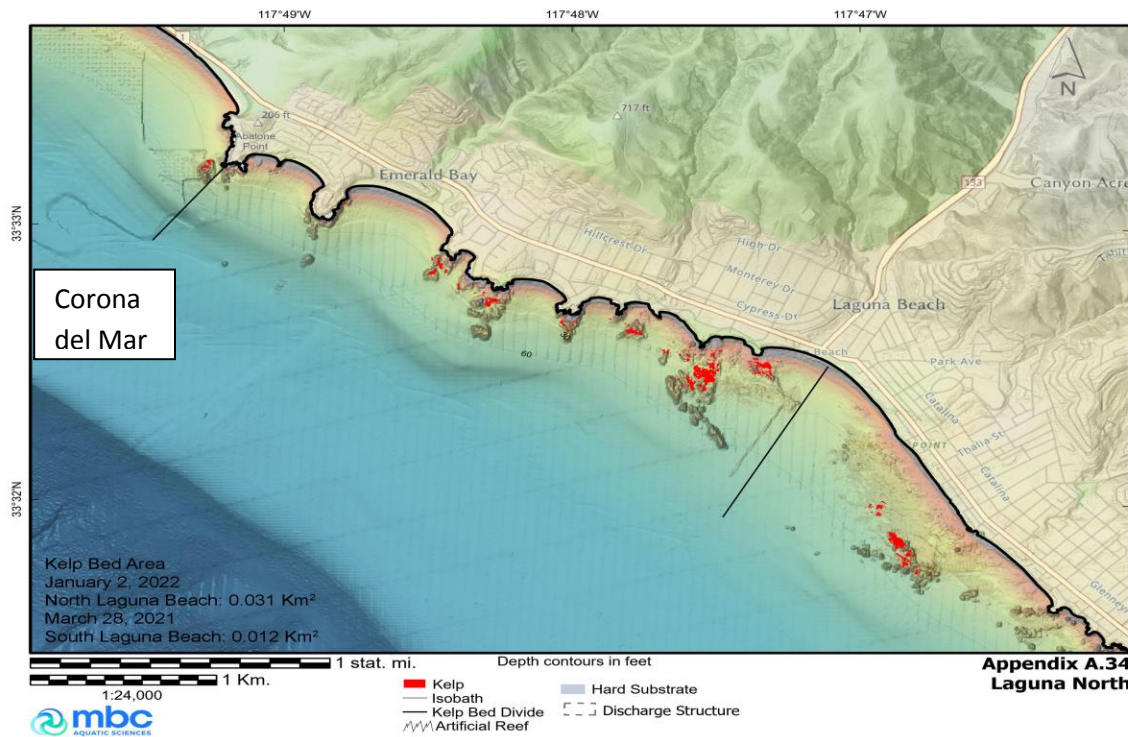 117°49'W
117°48'W
117°47'W
1
206 ft
Abalone
Point
717 ft
N
Emerald Bay
133
Canyon Acre
33°33'N
Hillcrest Dr
High Dr
Monterey Dr
Cypress Dr
Laguna Beach
Corona
del Mar
60
Beach
Park Ave
Catalina
Thalia St
POINT
Catalina
33°32'N
Glenney
Kelp Bed Area
January 2, 2022
North Laguna Beach: 0.031 Km²
March 28, 2021
South Laguna Beach: 0.012 Km²
1 stat. mi.
Depth contours in feet
Appendix A.34
Laguna North
1 Km.
1:24,000
Kelp
Isobath
Kelp Bed Divide
Artificial Reef
Hard Substrate
Discharge Structure
mbc
AQUATIC SCIENCES